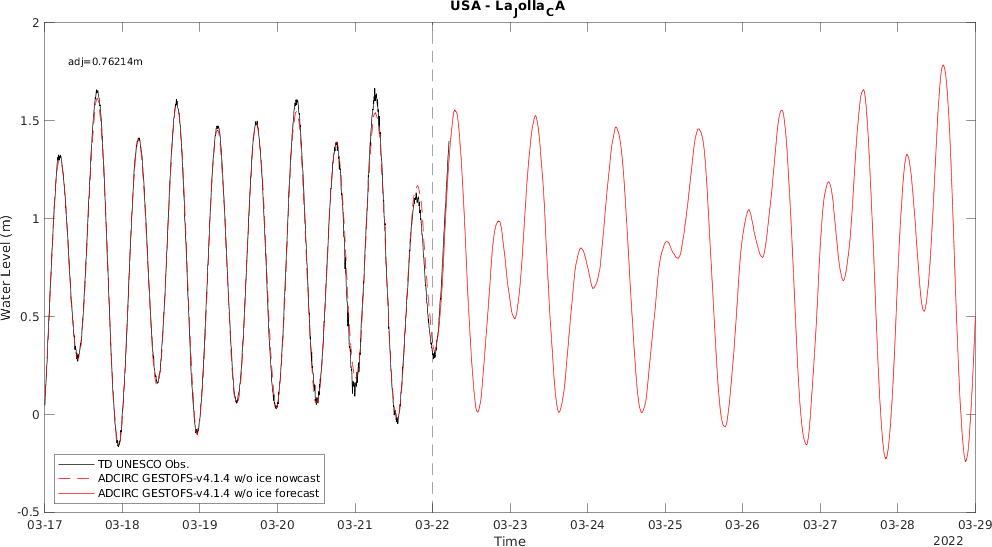 USA - LaJollaCA
adj=0.76214m
2
1.5
1
0.5
0
-0.5
Water Level (m)
TD UNESCO Obs.
ADCIRC GESTOFS-v4.1.4 w/o ice nowcast
ADCIRC GESTOFS-v4.1.4 w/o ice forecast
03-17 03-18 03-19 03-20 03-21 03-22 03-23 03-24 03-25 03-26 03-27 03-28 03-29
Time
2022